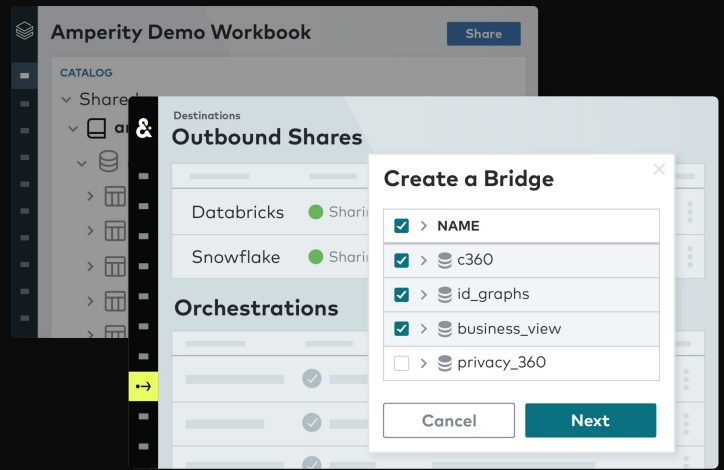 Amperity Demo Workbook
Share
CATALOG
Destinations
Outbound Shares
Databricks
Snowflake
Orchestrations
Create a Bridge
NAME
c360
id_graphs
business_view
privacy_360
Cancel
Next